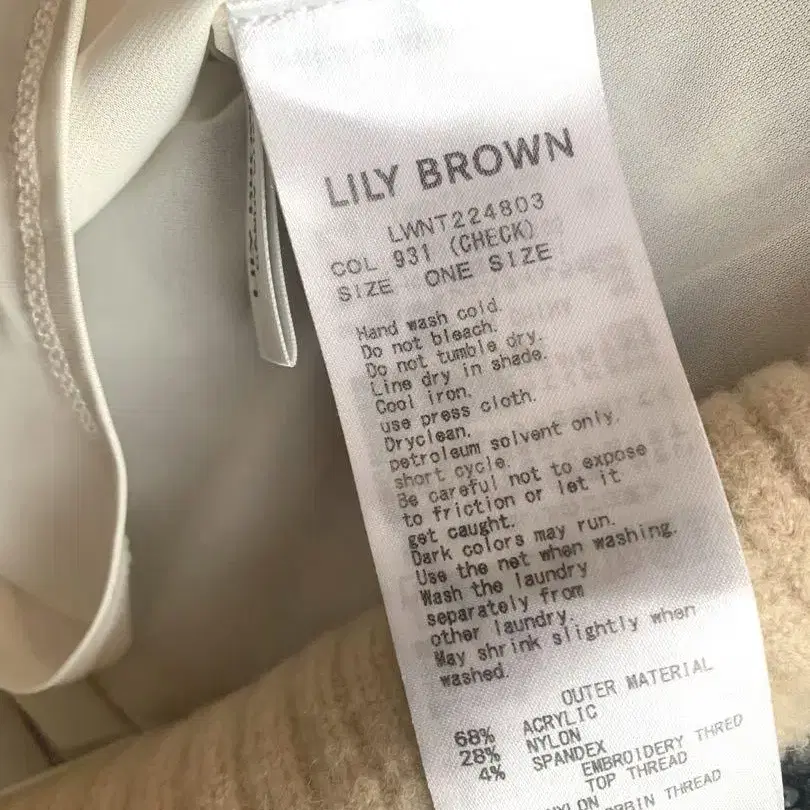 LILY BROWN
LWNT224803
COL 931 (CHECK)
SIZE ONE SIZE
Hand wash cold.
Do not bleach.
Do not tumble dry.
Line dry in shade.
Cool iron.
use press cloth.
Dryclean.
petroleum solvent only.
short cycle.
Be careful not to expose
to friction or let it
get caught.
Dark colors may run.
Use the net when washing.
Wash the laundry
separately from
other laundry.
May shrink slightly when
washed.
OUTER MATERIAL
68% ACRYLIC
28% NYLON
4% SPANDEX
EMBROIDERY THRED
TOP THREAD
THREAD